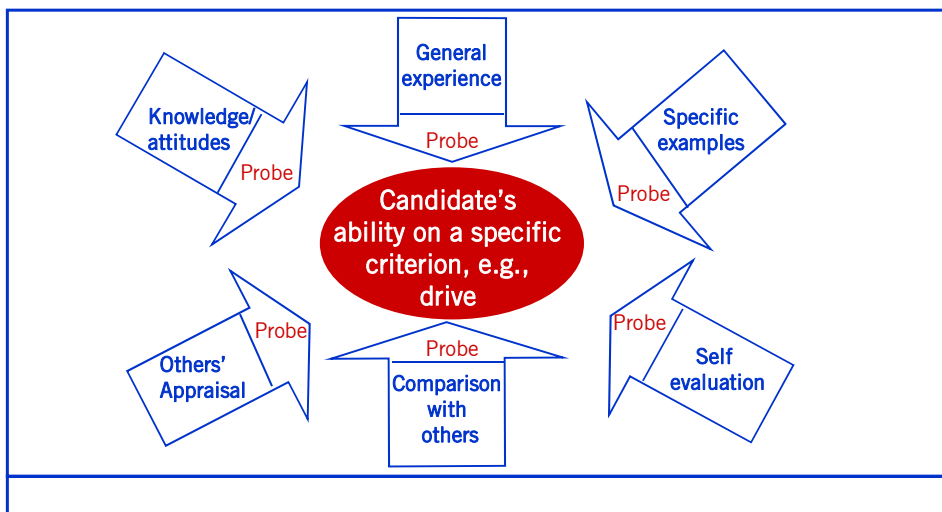 General
experience
Probe
Knowledge/
attitudes
Probe
Specific
examples
Probe
Candidate's
ability on a specific
criterion, e.g.,
drive
Others'
Appraisal
Probe
Probe
Comparison
with
others
Probe
Self
evaluation